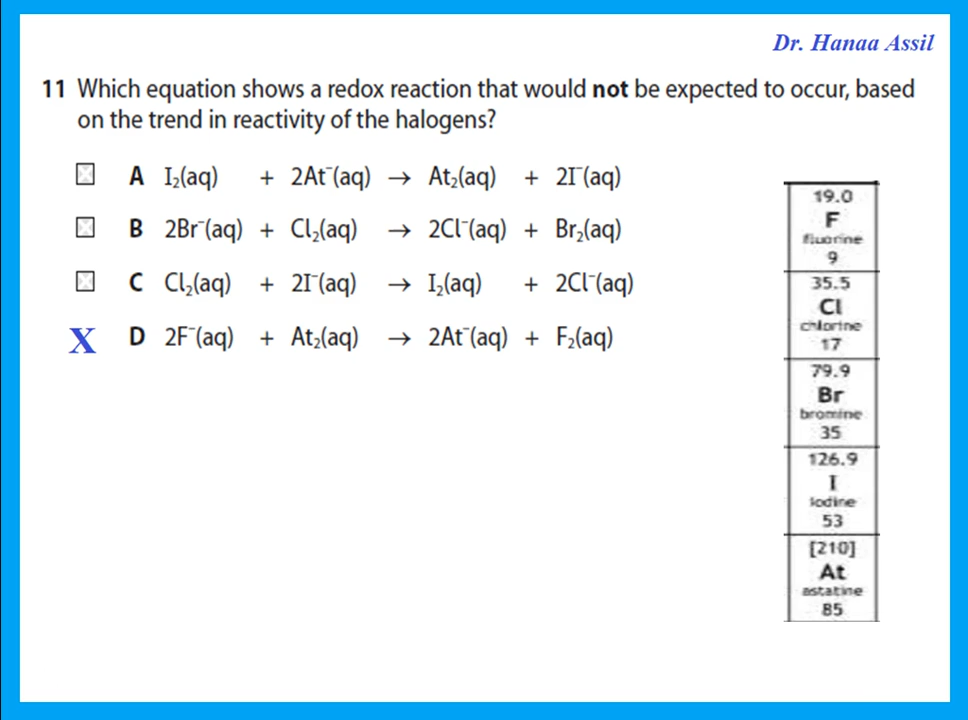 Dr. Hanaa Assil
11 Which equation shows a redox reaction that would not be expected to occur, based
on the trend in reactivity of the halogens?
A I₂(aq) + 2At⁻(aq) → At₂(aq) + 2I⁻(aq)
B 2Br⁻(aq) + Cl₂(aq) → 2Cl⁻(aq) + Br₂(aq)
C Cl₂(aq) + 2I⁻(aq) → I₂(aq) + 2Cl⁻(aq)
X D 2F⁻(aq) + At₂(aq) → 2At⁻(aq) + F₂(aq)
19.0
F
fluorine
9
35.5
Cl
chlorine
17
79.9
Br
bromine
35
126.9
I
iodine
53
[210]
At
astatine
85